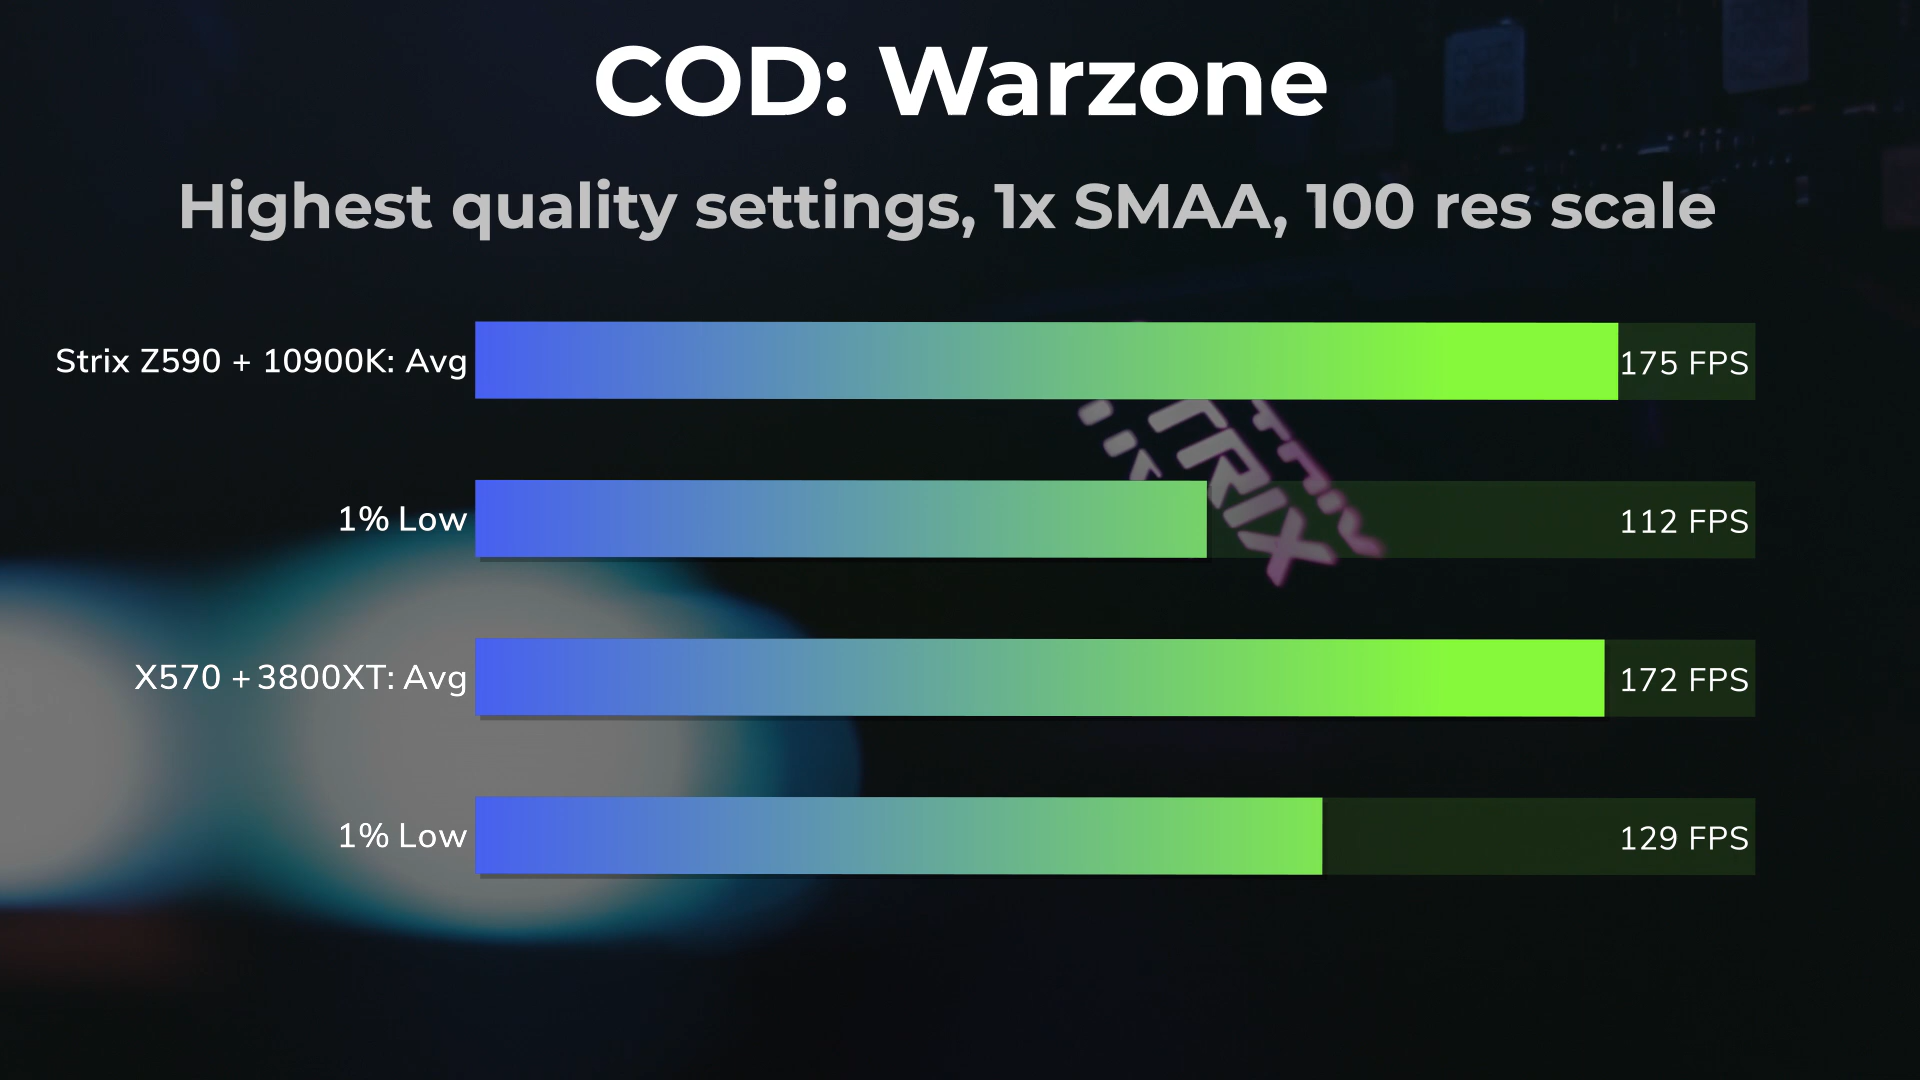 COD: Warzone
Highest quality settings, 1x SMAA, 100 res scale
Strix Z590 + 10900K: Avg 175 FPS
1% Low 112 FPS
X570 + 3800XT: Avg 172 FPS
1% Low 129 FPS
TRIX